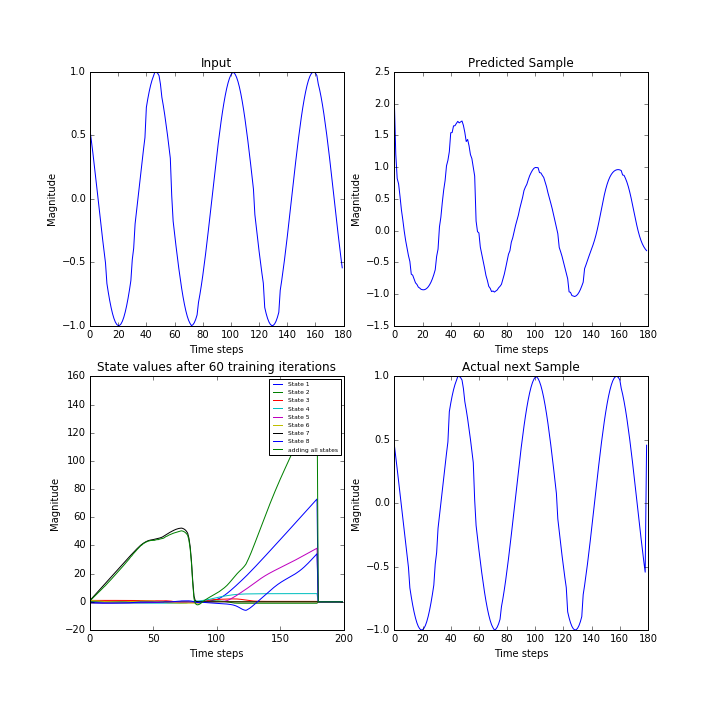 Input
Magnitude
1.0
0.5
0.0
−0.5
−1.0
0 20 40 60 80 100 120 140 160 180
Time steps
Predicted Sample
Magnitude
2.5
2.0
1.5
1.0
0.5
0.0
−0.5
−1.0
−1.5
0 20 40 60 80 100 120 140 160 180
Time steps
State values after 60 training iterations
Magnitude
160
140
120
100
80
60
40
20
0
−20
0 50 100 150 200
Time steps
State 1
State 2
State 3
State 4
State 5
State 6
State 7
State 8
adding all states
Actual next Sample
Magnitude
1.0
0.5
0.0
−0.5
−1.0
0 20 40 60 80 100 120 140 160 180
Time steps